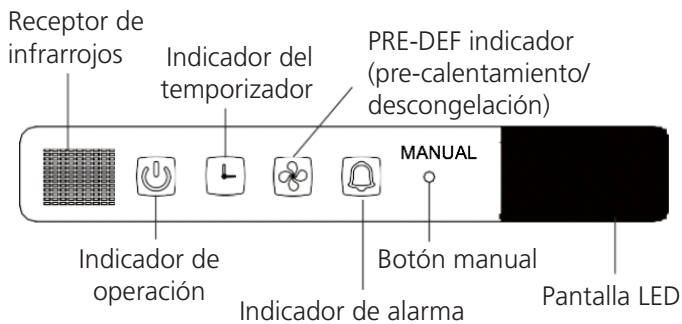 Receptor de
infrarrojos
Indicador del
temporizador
PRE-DEF indicador
(pre-calentamiento/
descongelación)
MANUAL
Indicador de
operación
Indicador de alarma
Botón manual
Pantalla LED